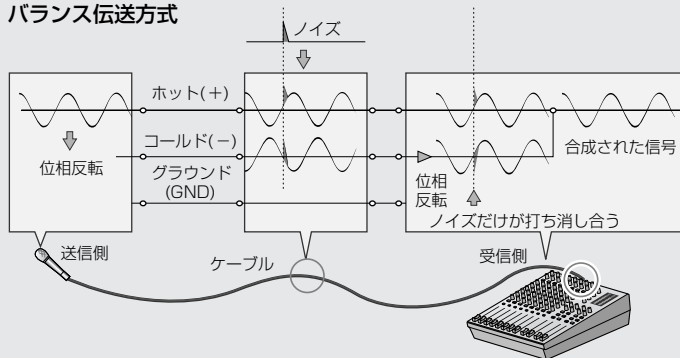 バランス伝送方式
ノイズ
ホット(+)
コールド(−)
グラウンド
(GND)
位相反転
位相
反転
合成された信号
ノイズだけが打ち消し合う
送信側
ケーブル
受信側